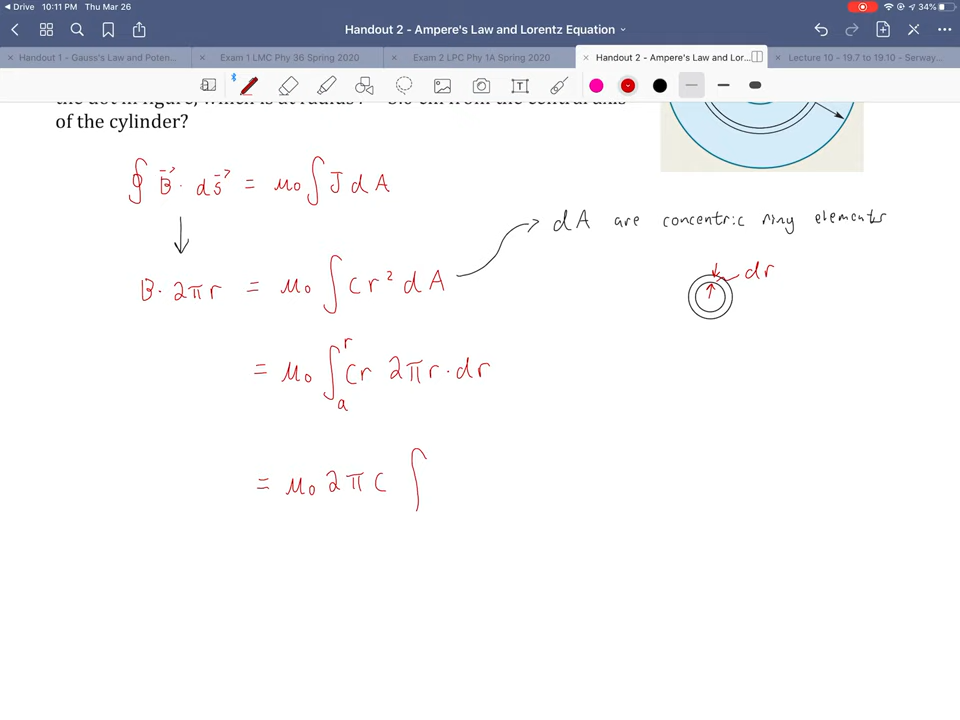 Drive 10:11 PM Thu Mar 26 34%
Handout 2 - Ampere's Law and Lorentz Equation
Handout 1 - Gauss's Law and Poten... Exam 1 LMC Phy 36 Spring 2020 Exam 2 LPC Phy 1A Spring 2020 Handout 2 - Ampere's Law and Lor... Lecture 10 - 19.7 to 19.10 - Serway...
of the cylinder?
∮ B⃗ · ds⃗ = μ₀ ∫ J dA
dA are concentric ring elements
dr
B · 2πr = μ₀ ∫ Cr² dA
= μ₀ ∫ₐʳ Cr 2πr · dr
= μ₀ 2π C ∫